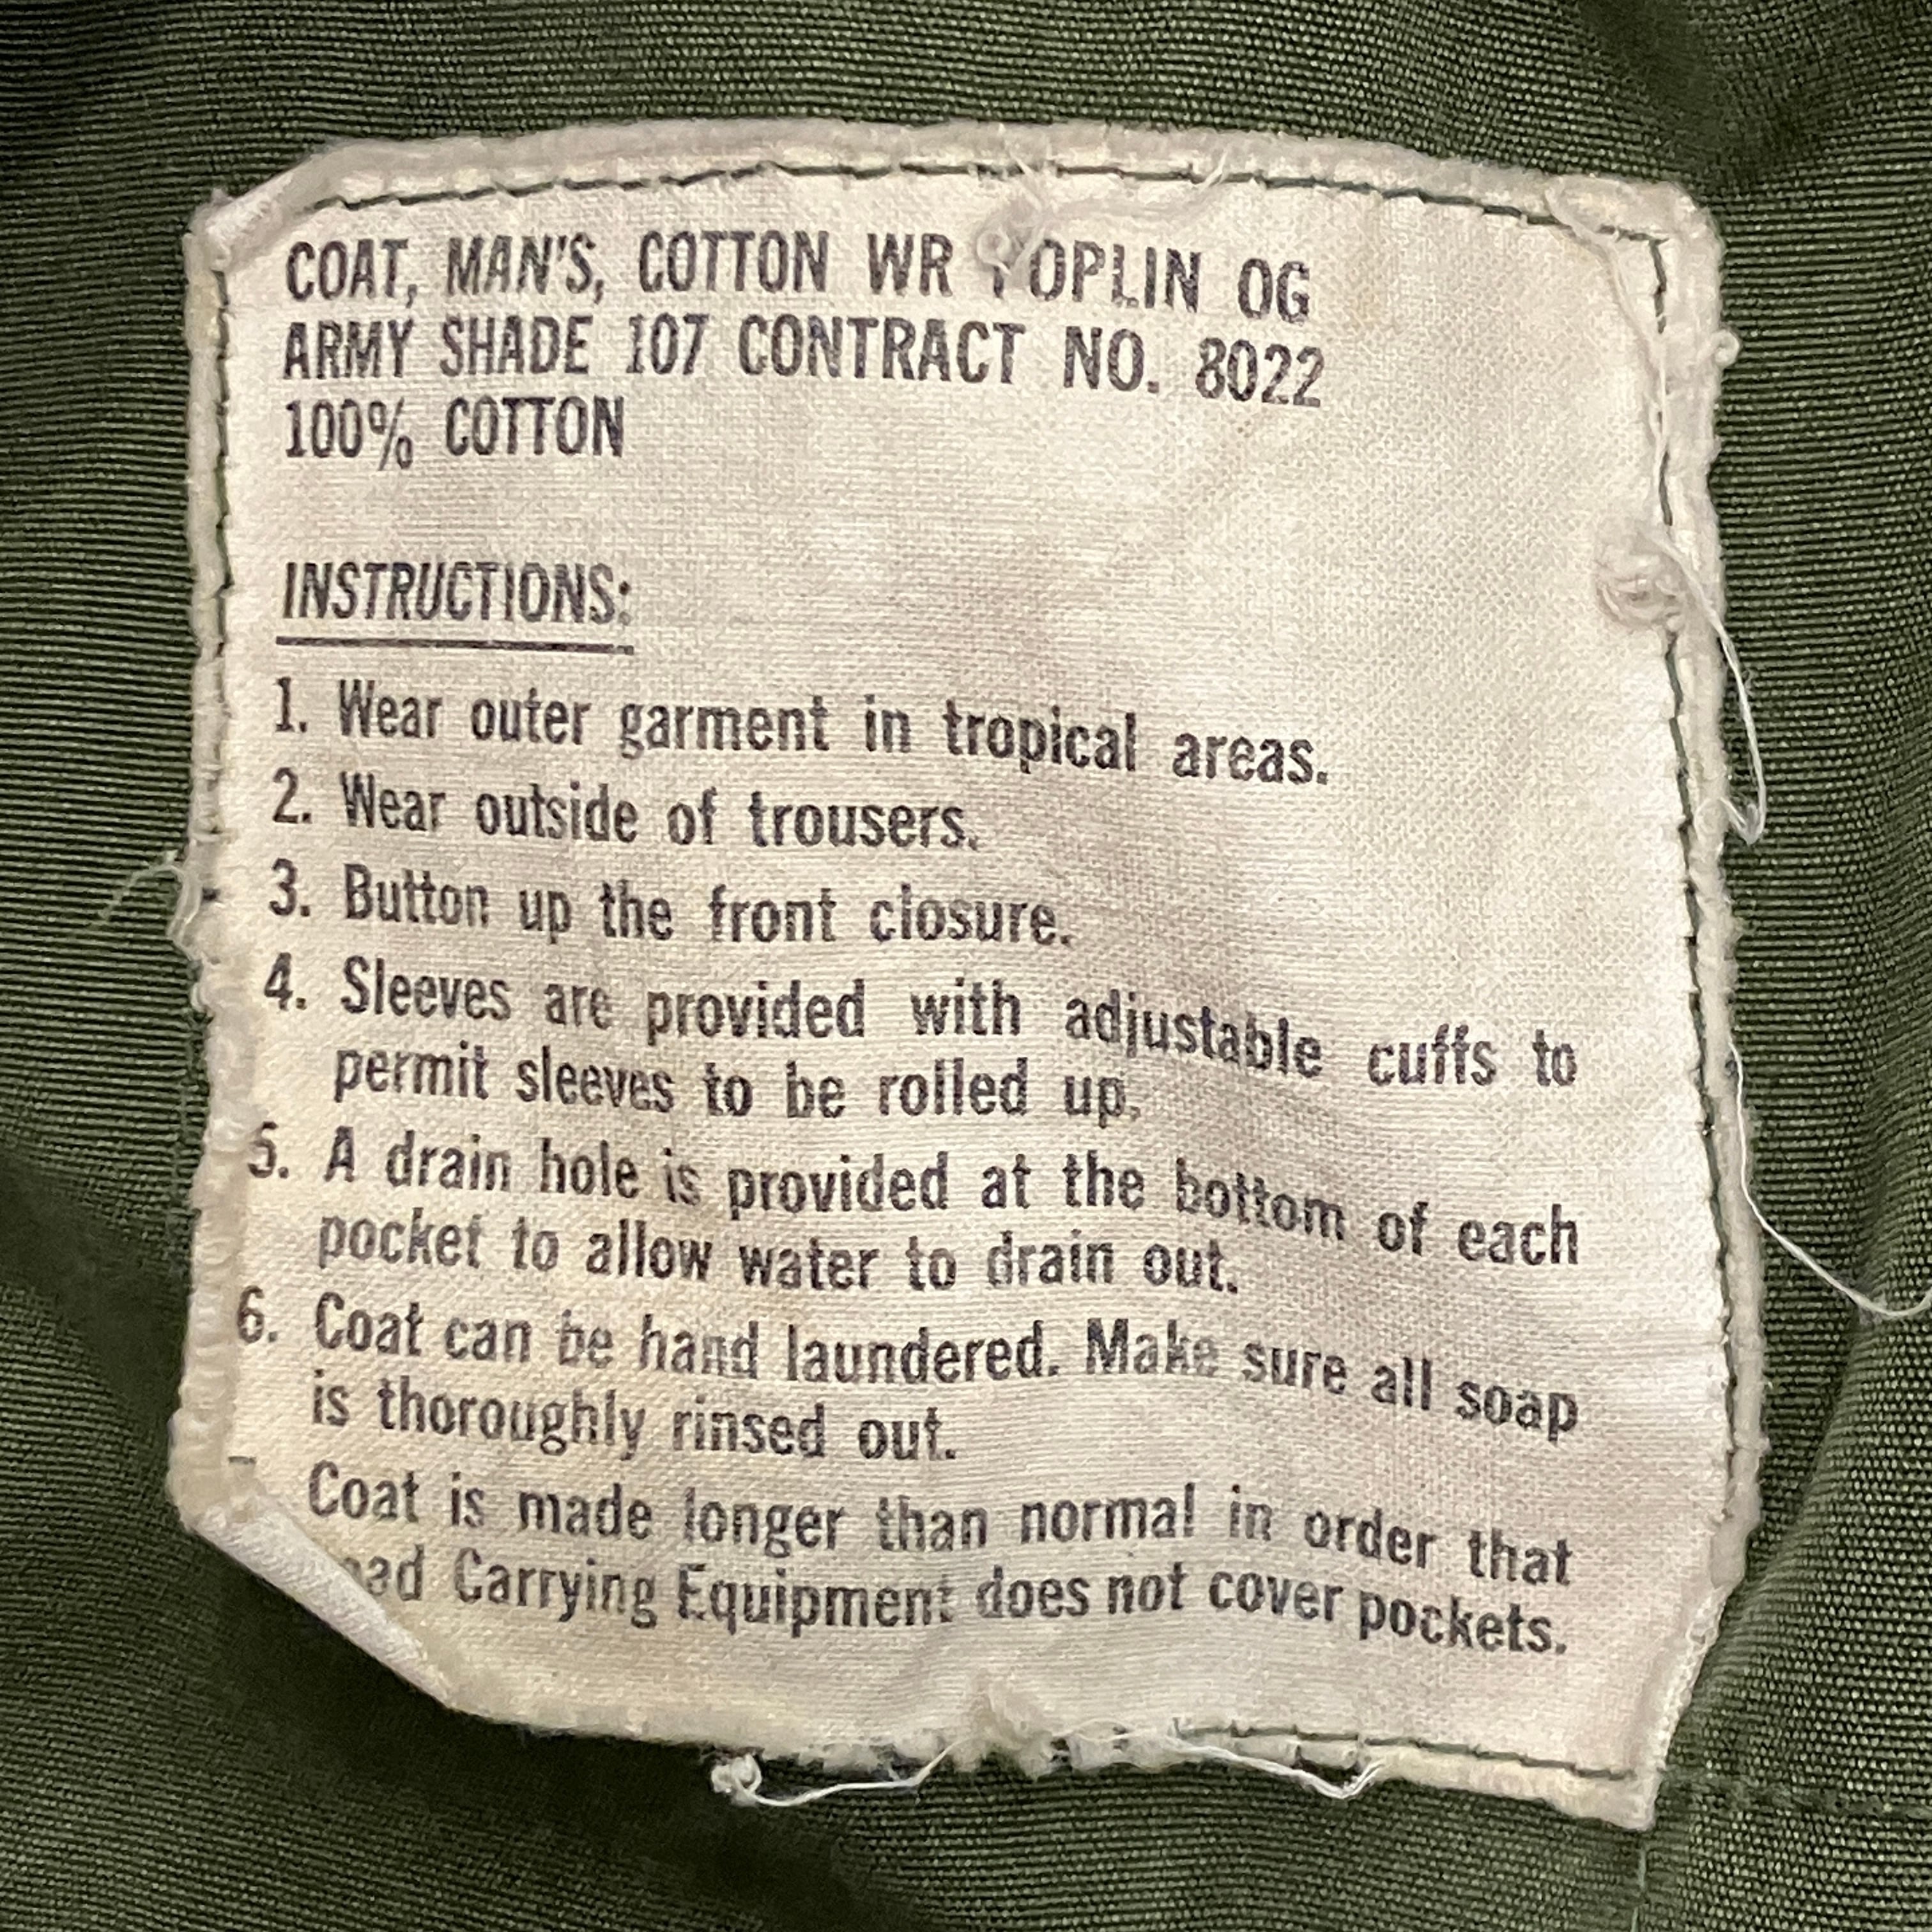 COAT, MAN'S, COTTON WR POPLIN OG
ARMY SHADE 107 CONTRACT NO. 8022
100% COTTON
INSTRUCTIONS:
1. Wear outer garment in tropical areas.
2. Wear outside of trousers.
3. Button up the front closure.
4. Sleeves are provided with adjustable cuffs to
permit sleeves to be rolled up.
5. A drain hole is provided at the bottom of each
pocket to allow water to drain out.
6. Coat can be hand laundered. Make sure all soap
is thoroughly rinsed out.
Coat is made longer than normal in order that
Carrying Equipment does not cover pockets.